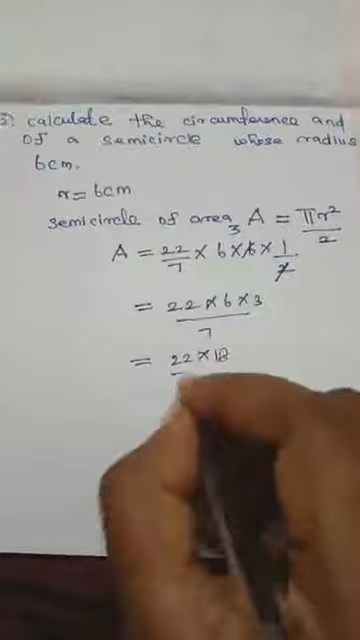 5) calculate the circumference and
of a semicircle whose radius
6cm.
r = 6cm
semicircle of area, A = πr²/2
A = 22/7 × 6 × 6 3 × 1/2
= 22 × 6 × 3 / 7
= 22 × 18